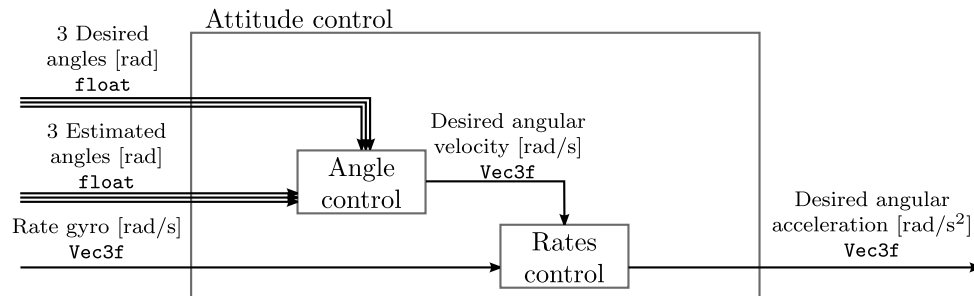 Attitude control
3 Desired
angles [rad]
float
3 Estimated
angles [rad]
float
Rate gyro [rad/s]
Vec3f
Angle
control
Desired angular
velocity [rad/s]
Vec3f
Rates
control
Desired angular
acceleration [rad/s²]
Vec3f